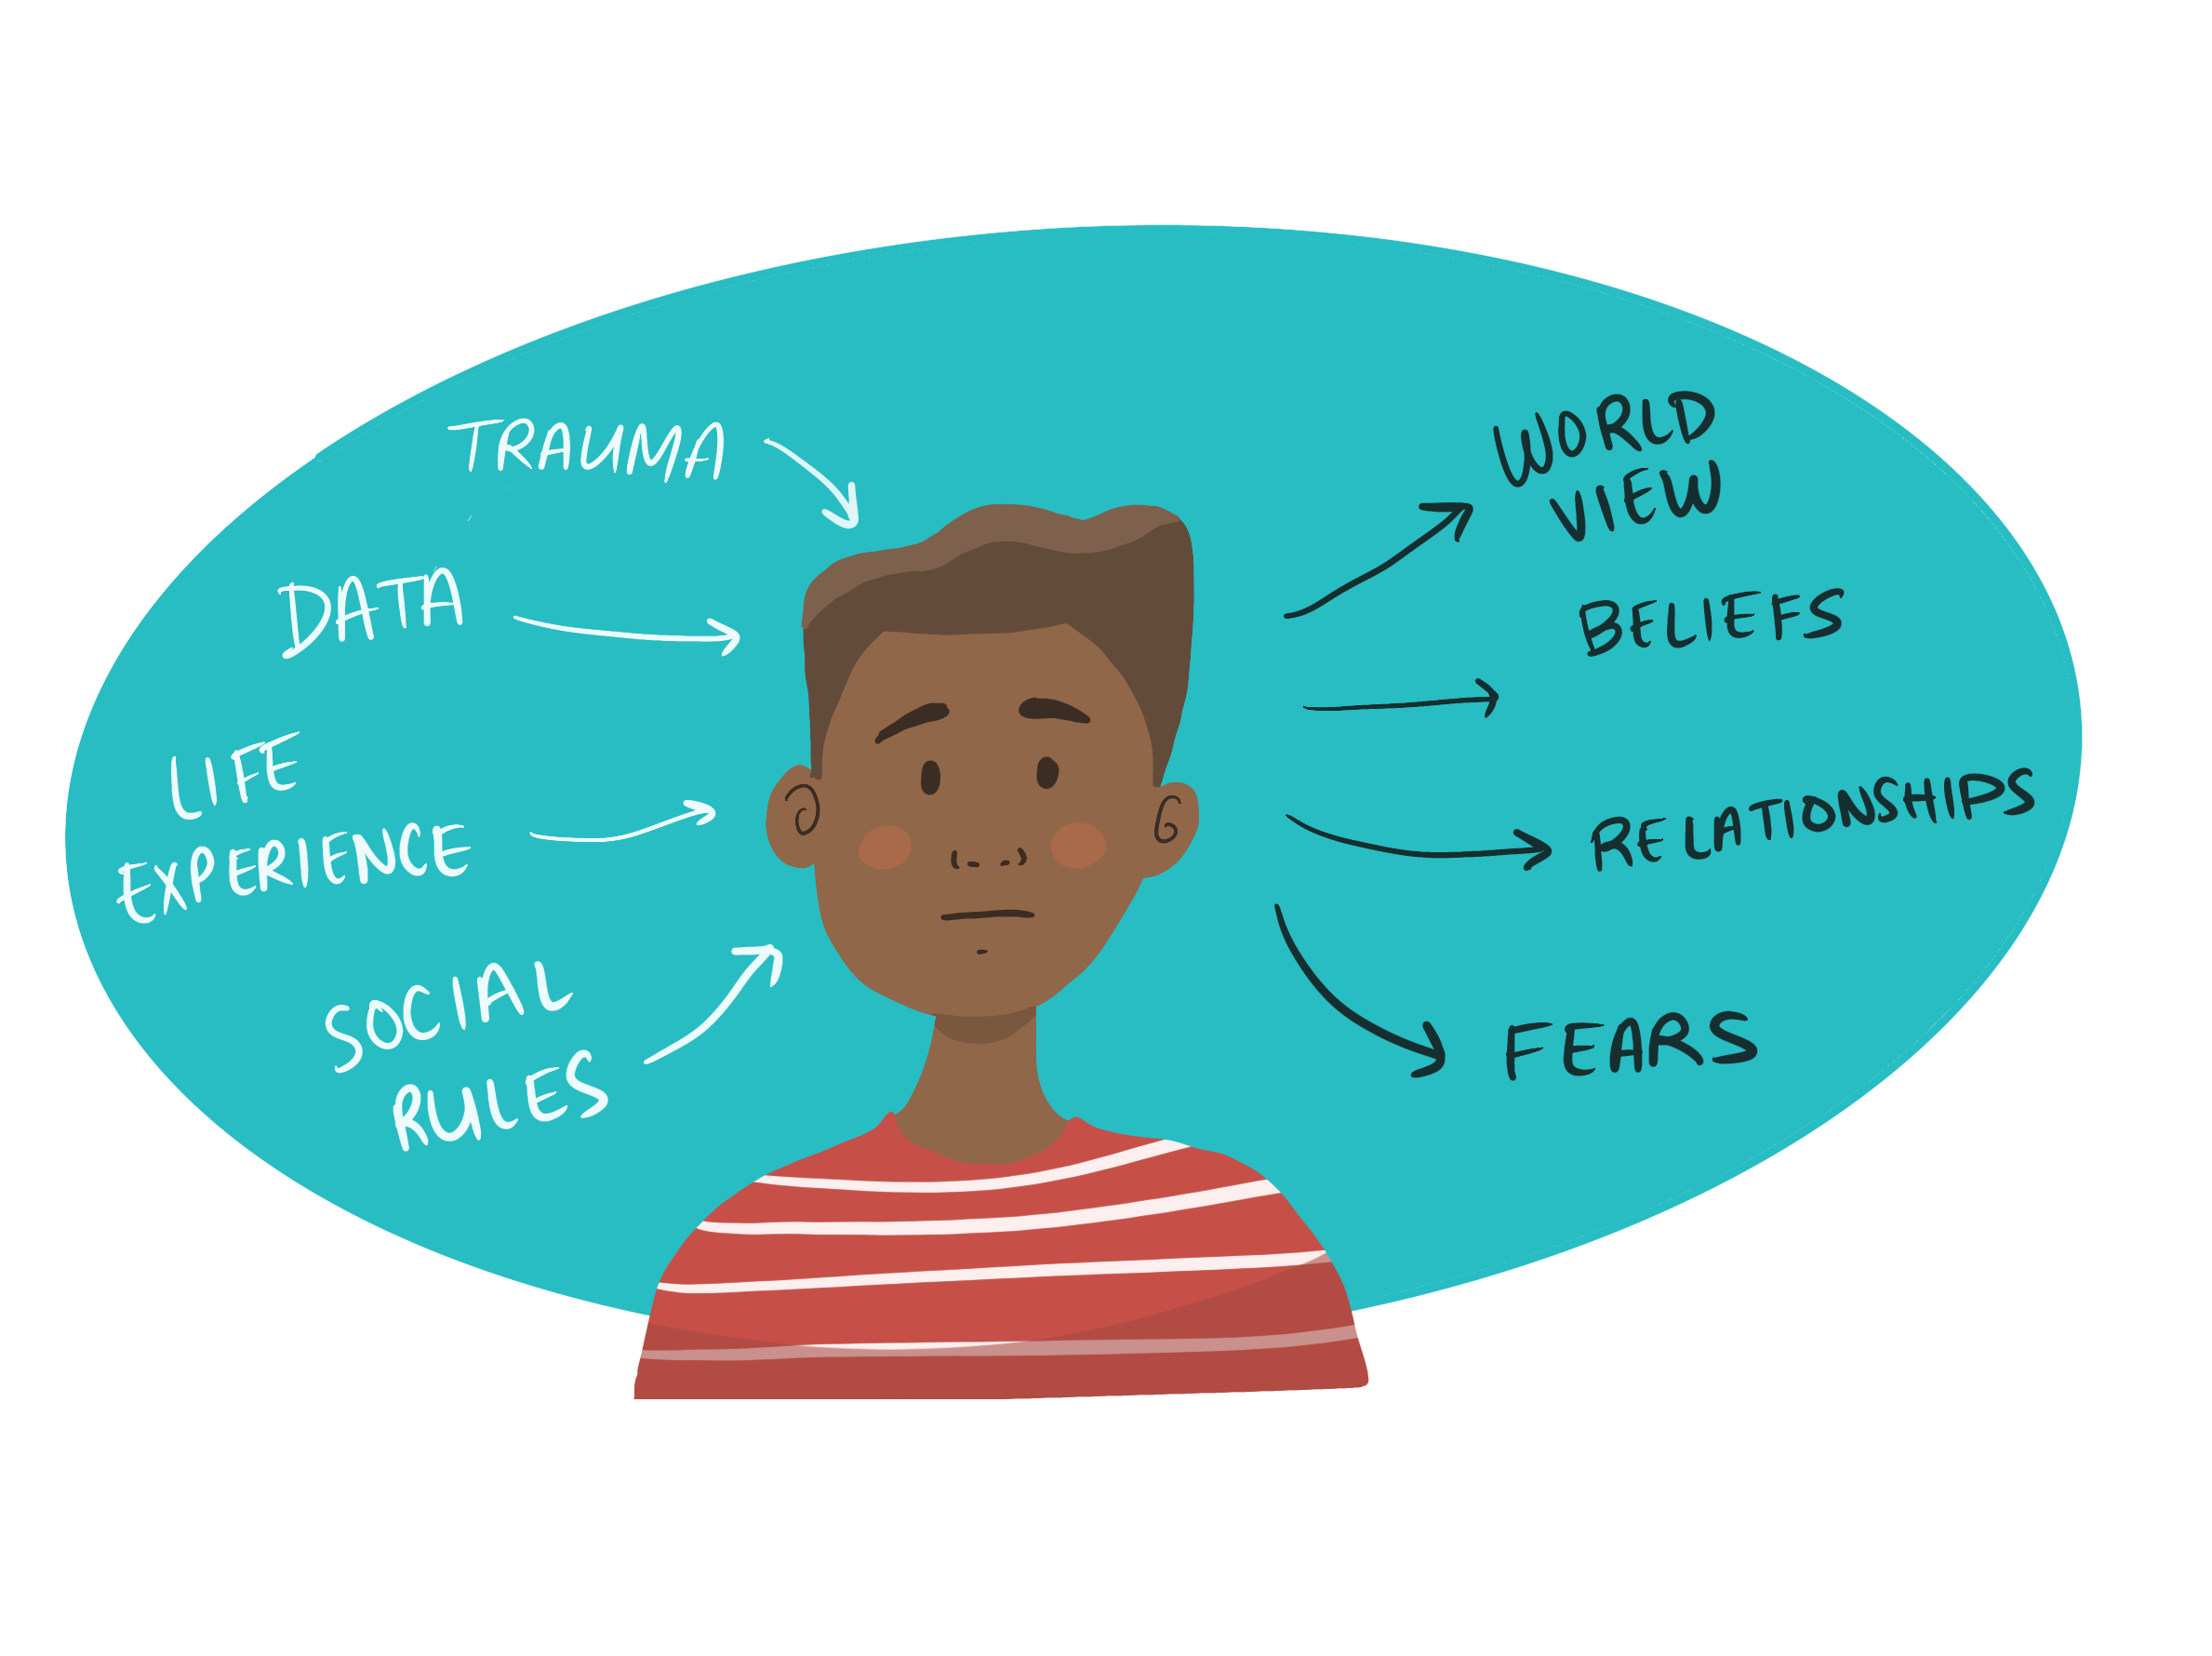 TRAUMA
DATA
LIFE
EXPERIENCE
SOCIAL
RULES
WORLD
VIEW
BELIEFS
RELATIONSHIPS
FEARS